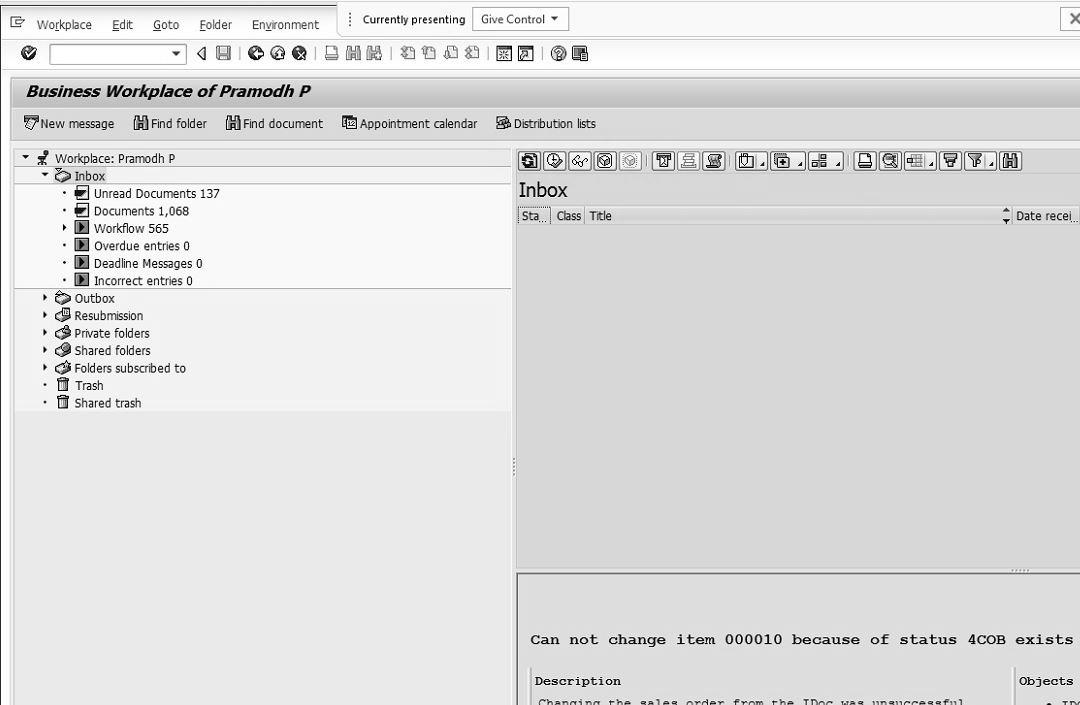 Workplace Edit Goto Folder Environment
Currently presenting Give Control
Business Workplace of Pramodh P
New message Find folder Find document Appointment calendar Distribution lists
Workplace: Pramodh P
Inbox
Unread Documents 137
Documents 1,068
Workflow 565
Overdue entries 0
Deadline Messages 0
Incorrect entries 0
Outbox
Resubmission
Private folders
Shared folders
Folders subscribed to
Trash
Shared trash
Inbox
Sta.. Class Title Date recei..
Can not change item 000010 because of status 4COB exists
Description Objects
Changing the sales order from the IDoc was unsuccessful